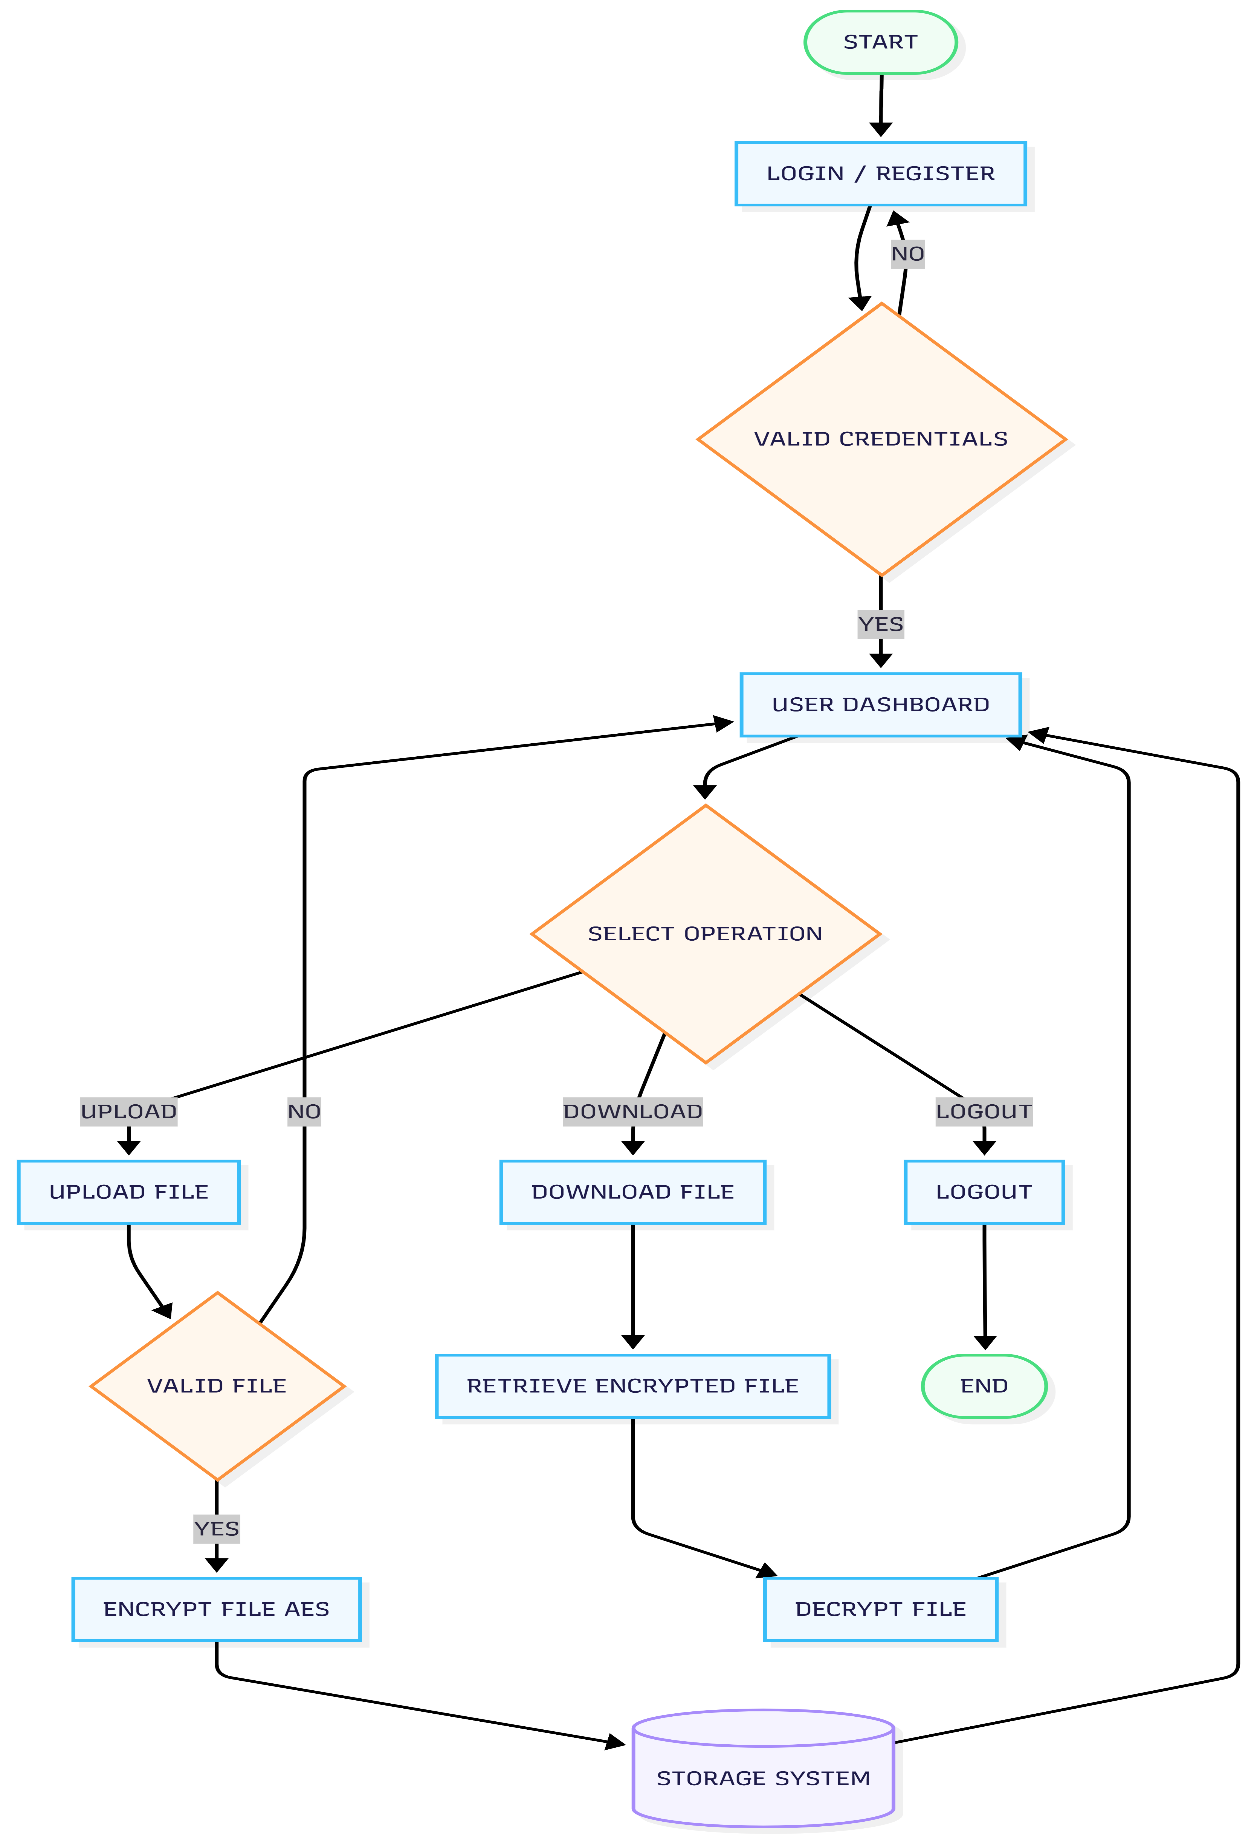 START
LOGIN / REGISTER
NO
VALID CREDENTIALS
YES
USER DASHBOARD
SELECT OPERATION
UPLOAD
NO
DOWNLOAD
LOGOUT
UPLOAD FILE
DOWNLOAD FILE
LOGOUT
VALID FILE
RETRIEVE ENCRYPTED FILE
END
YES
ENCRYPT FILE AES
DECRYPT FILE
STORAGE SYSTEM